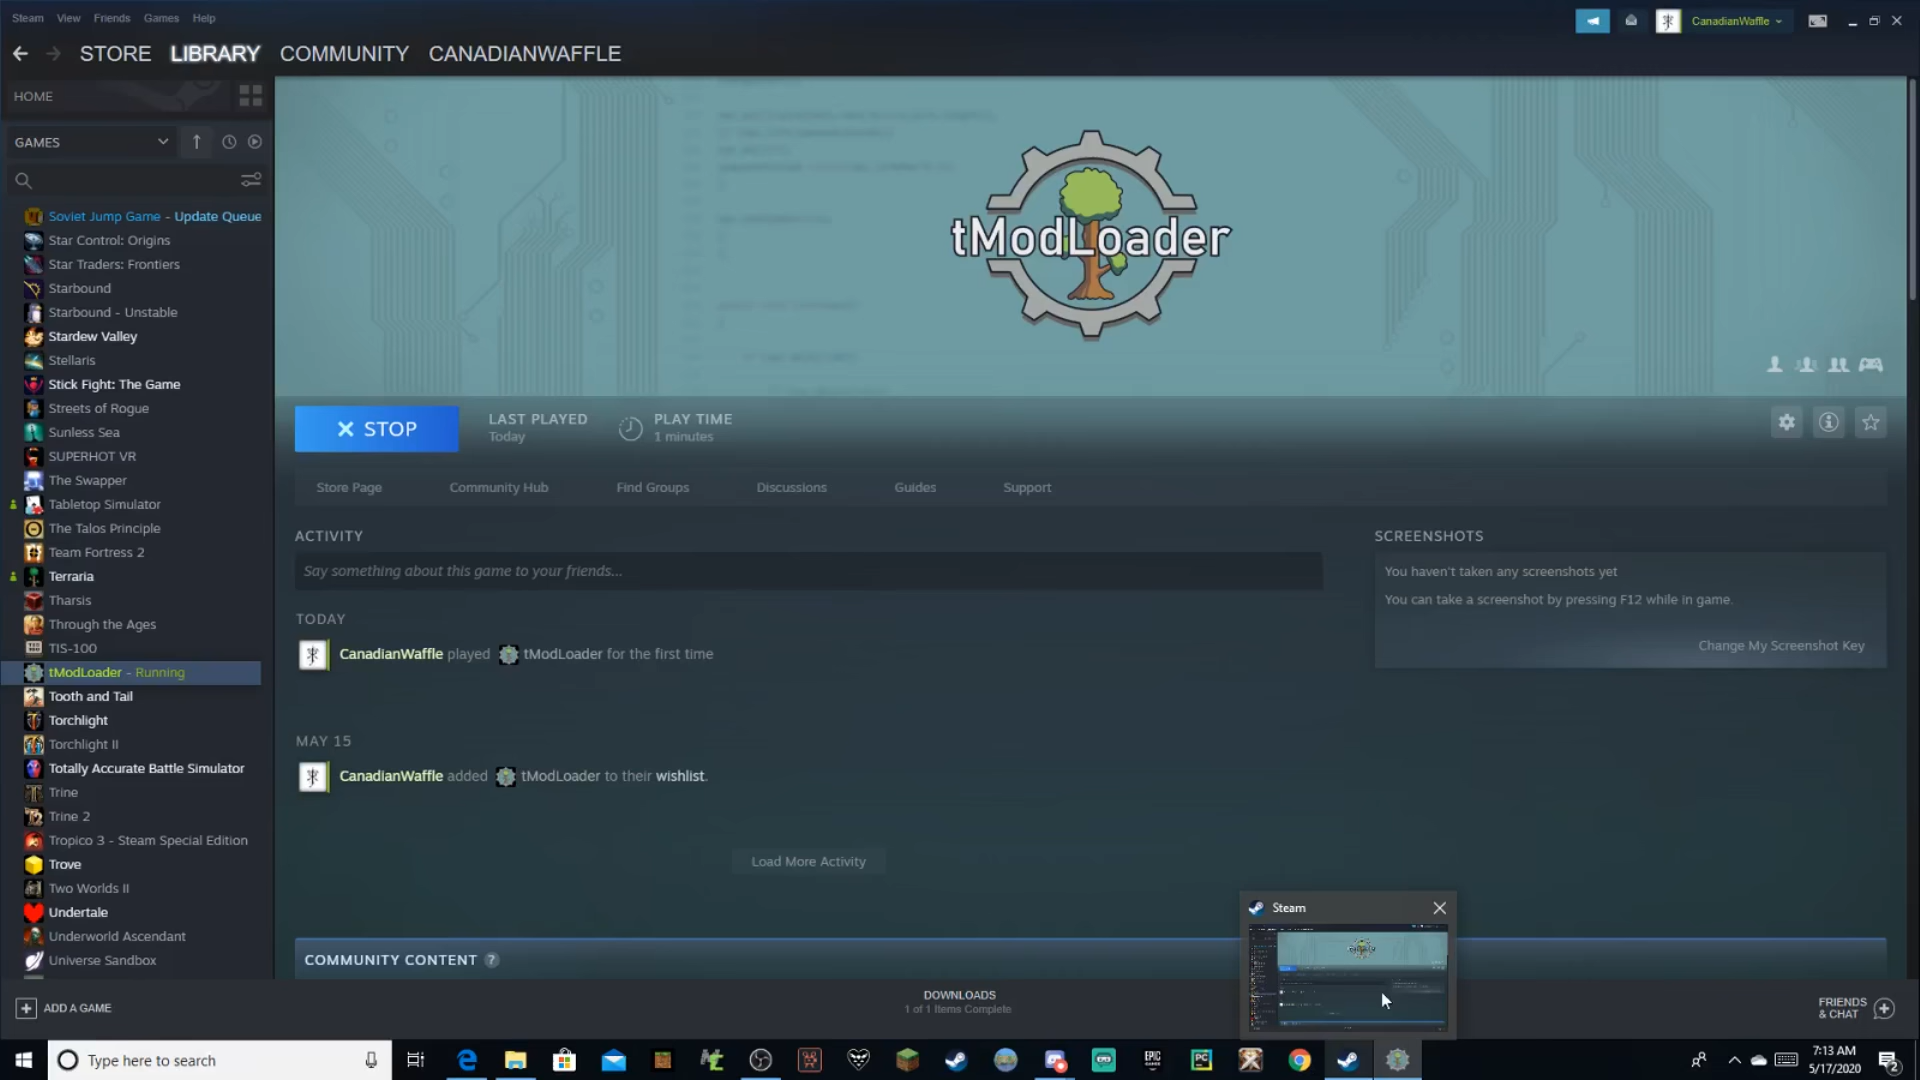 Steam View Friends Games Help
CanadianWaffle
STORE LIBRARY COMMUNITY CANADIANWAFFLE
HOME
GAMES
Soviet Jump Game - Update Queue
Star Control: Origins
Star Traders: Frontiers
Starbound
Starbound - Unstable
Stardew Valley
Stellaris
Stick Fight: The Game
Streets of Rogue
Sunless Sea
SUPERHOT VR
The Swapper
Tabletop Simulator
The Talos Principle
Team Fortress 2
Terraria
Tharsis
Through the Ages
TIS-100
tModLoader - Running
Tooth and Tail
Torchlight
Torchlight II
Totally Accurate Battle Simulator
Trine
Trine 2
Tropico 3 - Steam Special Edition
Trove
Two Worlds II
Undertale
Underworld Ascendant
Universe Sandbox
tModLoader
STOP
LAST PLAYED
Today
PLAY TIME
1 minutes
Store Page Community Hub Find Groups Discussions Guides Support
ACTIVITY
Say something about this game to your friends...
TODAY
CanadianWaffle played tModLoader for the first time
MAY 15
CanadianWaffle added tModLoader to their wishlist.
Load More Activity
SCREENSHOTS
You haven't taken any screenshots yet
You can take a screenshot by pressing F12 while in game.
Change My Screenshot Key
COMMUNITY CONTENT ?
Steam
ADD A GAME
DOWNLOADS
1 of 1 Items Complete
FRIENDS
& CHAT
Type here to search
EPIC
GAMES
PC
7:13 AM
5/17/2020
2